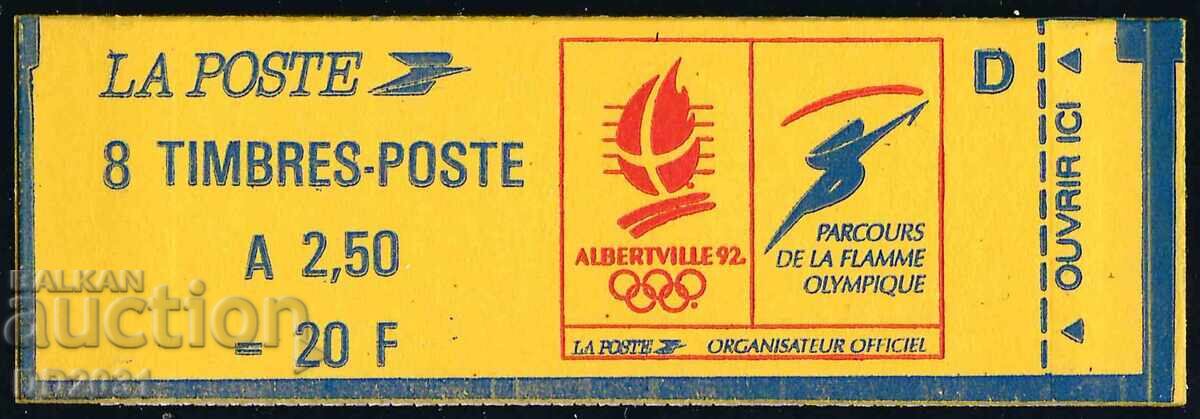 LA POSTE
8 TIMBRES-POSTE
A 2,50
= 20 F
ALBERTVILLE 92.
PARCOURS
DE LA FLAMME
OLYMPIQUE
LA POSTE ORGANISATEUR OFFICIEL
D
OUVRIR ICI
BALKAN
auction
DD2031